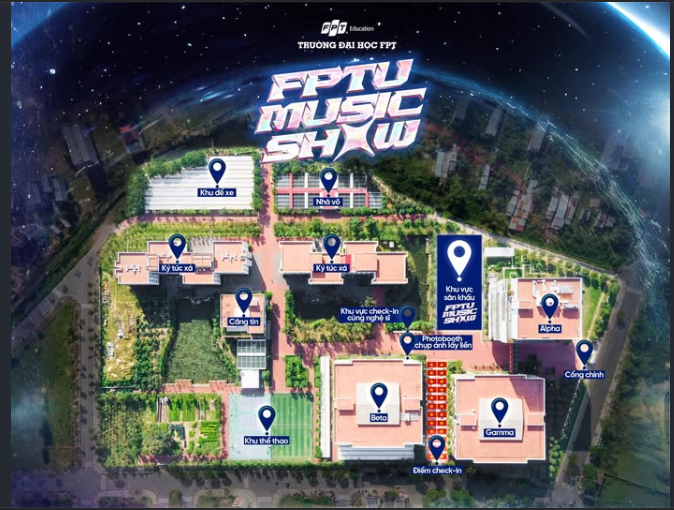 FPT Education
TRƯỜNG ĐẠI HỌC FPT
FPTU
MUSIC
SHOW
Khu để xe
Nhà võ
Ký túc xá
Ký túc xá
Khu vực
sân khấu
FPTU
MUSIC
SHOW
Căng tin
Khu vực check-in
cùng nghệ sĩ
Alpha
Photobooth
chụp ảnh lấy liền
Cổng chính
Beta
Gamma
Khu thể thao
Điểm check-in